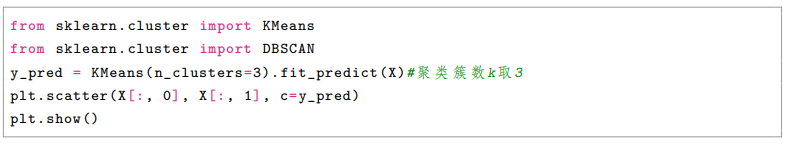 from sklearn.cluster import KMeans
from sklearn.cluster import DBSCAN
y_pred = KMeans(n_clusters=3).fit_predict(X)#聚类簇数k取3
plt.scatter(X[:, 0], X[:, 1], c=y_pred)
plt.show()